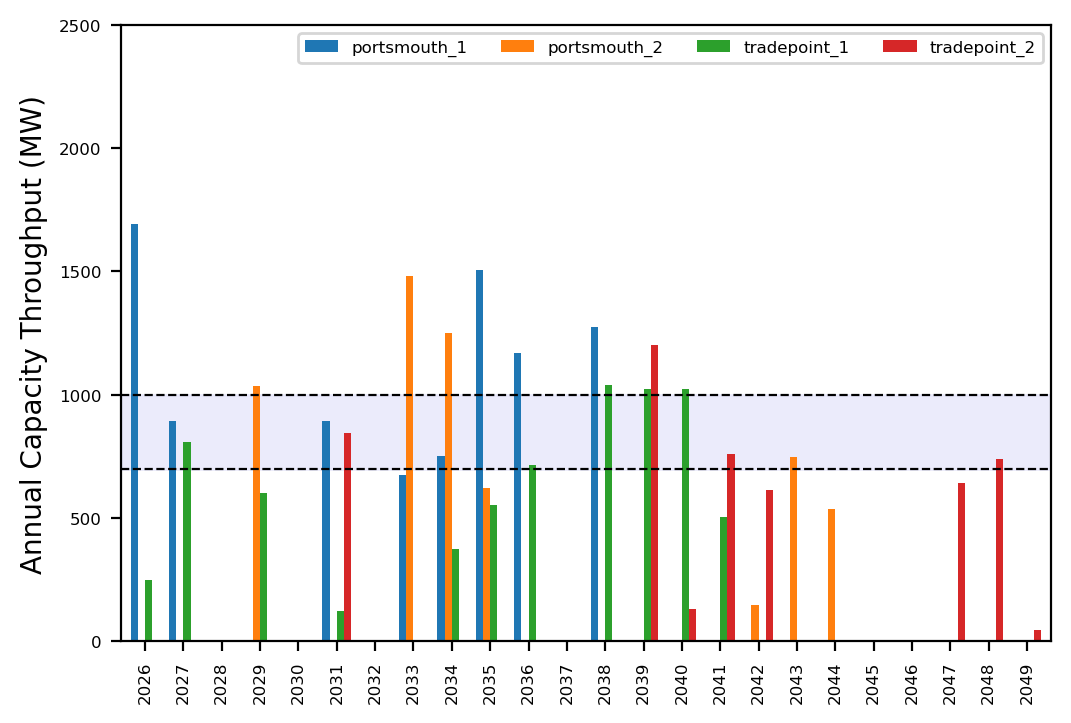 Annual Capacity Throughput (MW)
2500
2000
1500
1000
500
0
portsmouth_1 portsmouth_2 tradepoint_1 tradepoint_2
2026 2027 2028 2029 2030 2031 2032 2033 2034 2035 2036 2037 2038 2039 2040 2041 2042 2043 2044 2045 2046 2047 2048 2049